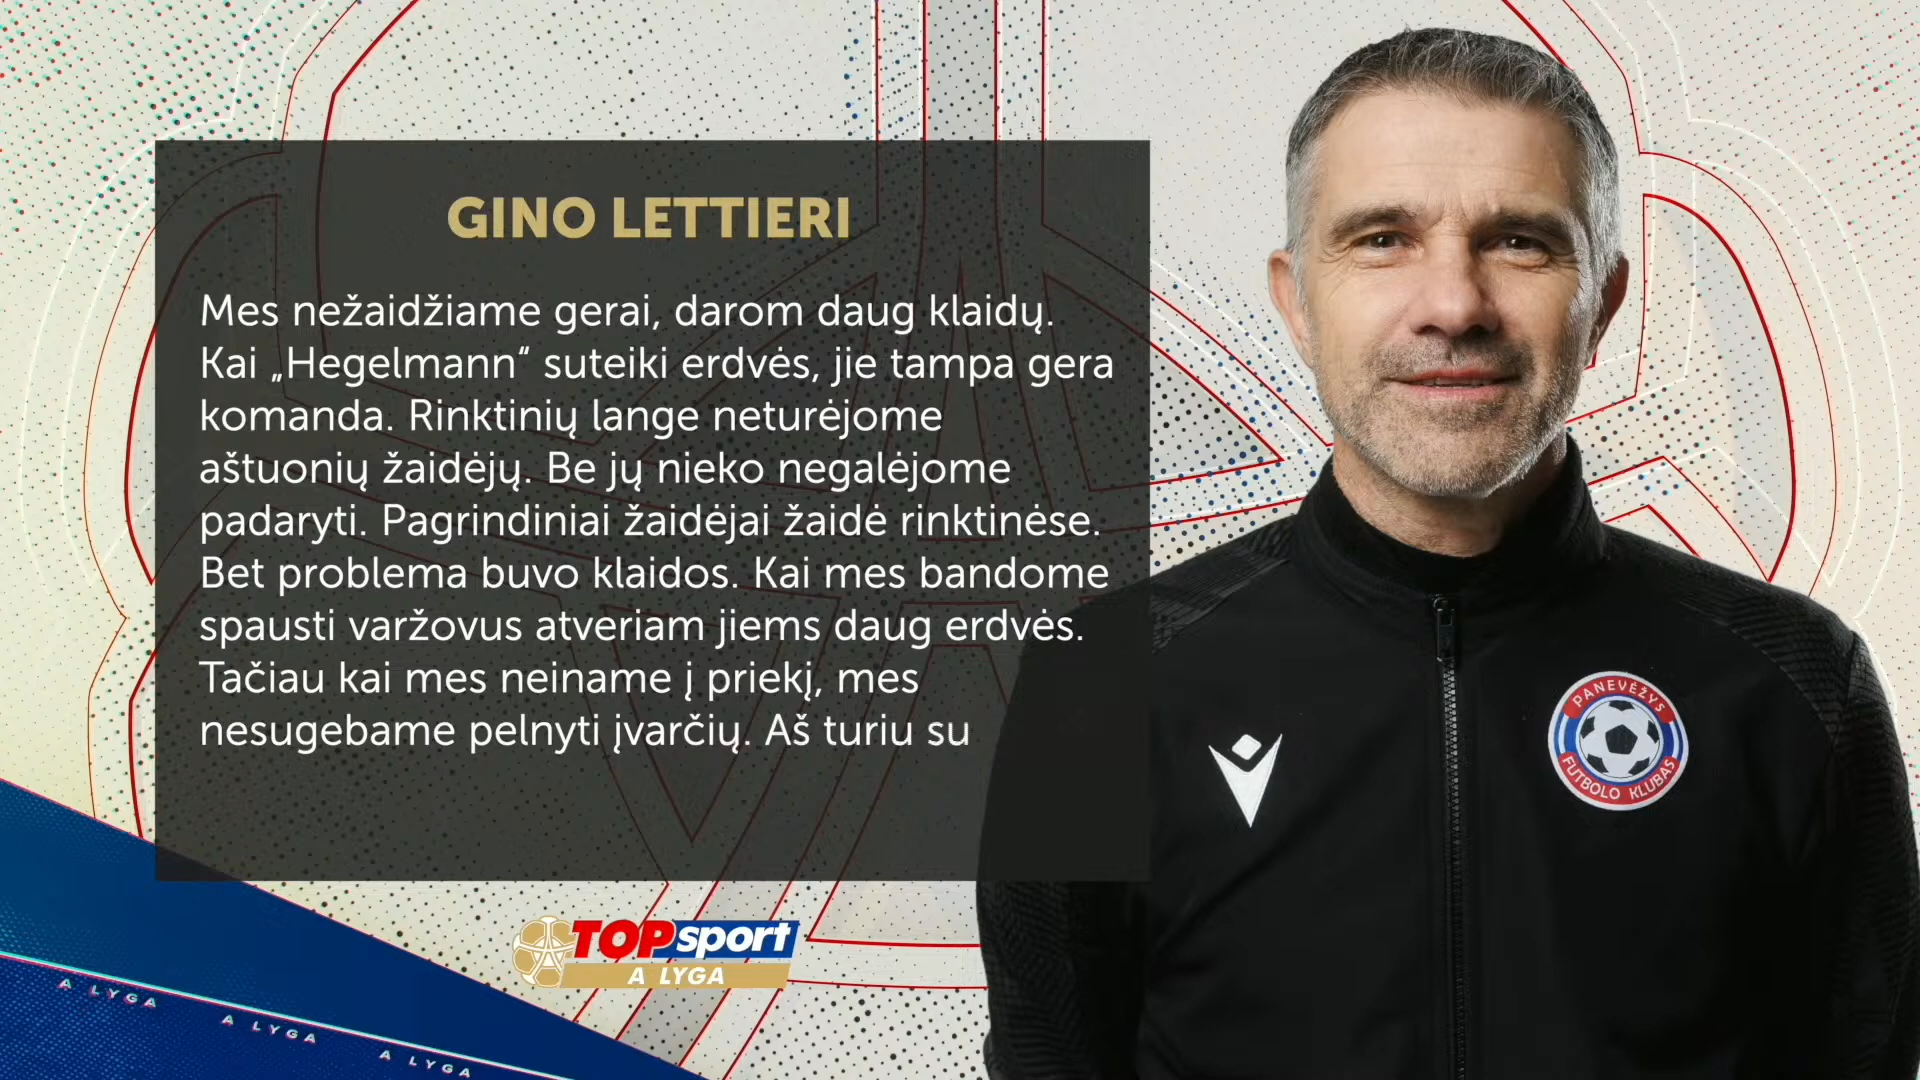 GINO LETTIERI
Mes nežaidžiame gerai, darom daug klaidų.
Kai „Hegelmann“ suteiki erdvės, jie tampa gera
komanda. Rinktinių lange neturėjome
aštuonių žaidėjų. Be jų nieko negalėjome
padaryti. Pagrindiniai žaidėjai žaidė rinktinėse.
Bet problema buvo klaidos. Kai mes bandome
spausti varžovus atveriam jiems daug erdvės.
Tačiau kai mes neiname į priekį, mes
nesugebame pelnyti įvarčių. Aš turiu su
PANEVĖŽYS
FUTBOLO KLUBAS
TOPsport
A LYGA
A LYGA
A LYGA
A LYGA